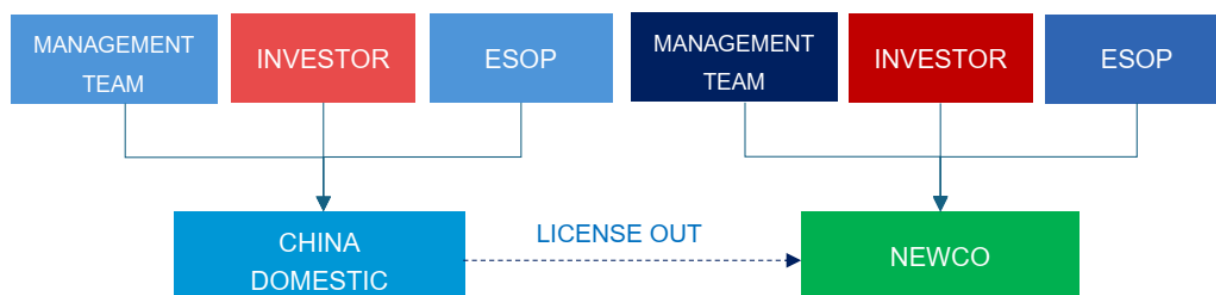 MANAGEMENT
TEAM
INVESTOR
ESOP
MANAGEMENT
TEAM
INVESTOR
ESOP
CHINA
DOMESTIC
LICENSE OUT
NEWCO